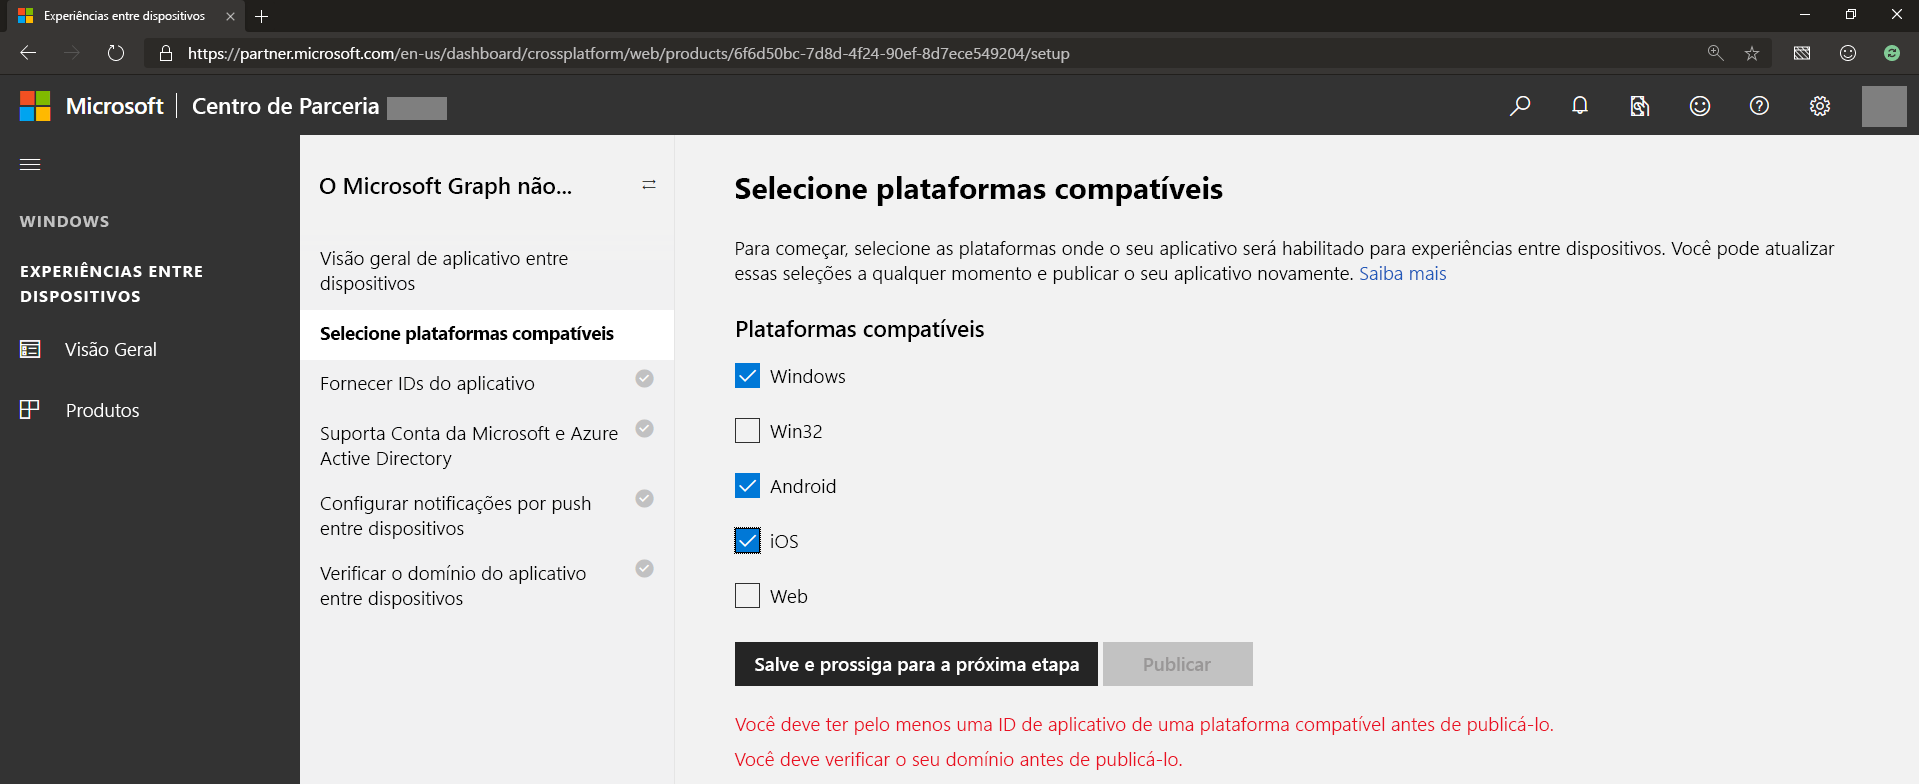 Experiências entre dispositivos
https://partner.microsoft.com/en-us/dashboard/crossplatform/web/products/6f6d50bc-7d8d-4f24-90ef-8d7ece549204/setup
Microsoft | Centro de Parceria
WINDOWS
EXPERIÊNCIAS ENTRE
DISPOSITIVOS
Visão Geral
Produtos
O Microsoft Graph não...
Visão geral de aplicativo entre
dispositivos
Selecione plataformas compatíveis
Fornecer IDs do aplicativo
Suporta Conta da Microsoft e Azure
Active Directory
Configurar notificações por push
entre dispositivos
Verificar o domínio do aplicativo
entre dispositivos
Selecione plataformas compatíveis
Para começar, selecione as plataformas onde o seu aplicativo será habilitado para experiências entre dispositivos. Você pode atualizar
essas seleções a qualquer momento e publicar o seu aplicativo novamente. Saiba mais
Plataformas compatíveis
Windows
Win32
Android
iOS
Web
Salve e prossiga para a próxima etapa
Publicar
Você deve ter pelo menos uma ID de aplicativo de uma plataforma compatível antes de publicá-lo.
Você deve verificar o seu domínio antes de publicá-lo.